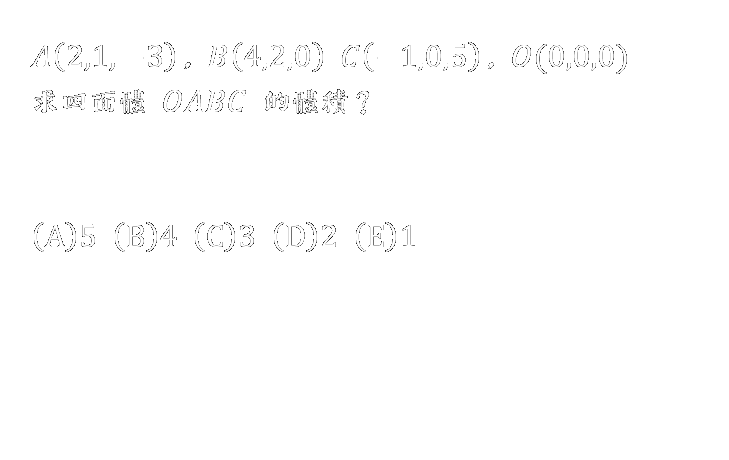 A(2,1, −3), B(4,2,0) C(−1,0,5), O(0,0,0)
求四面體 OABC 的體積?
(A)5 (B)4 (C)3 (D)2 (E)1